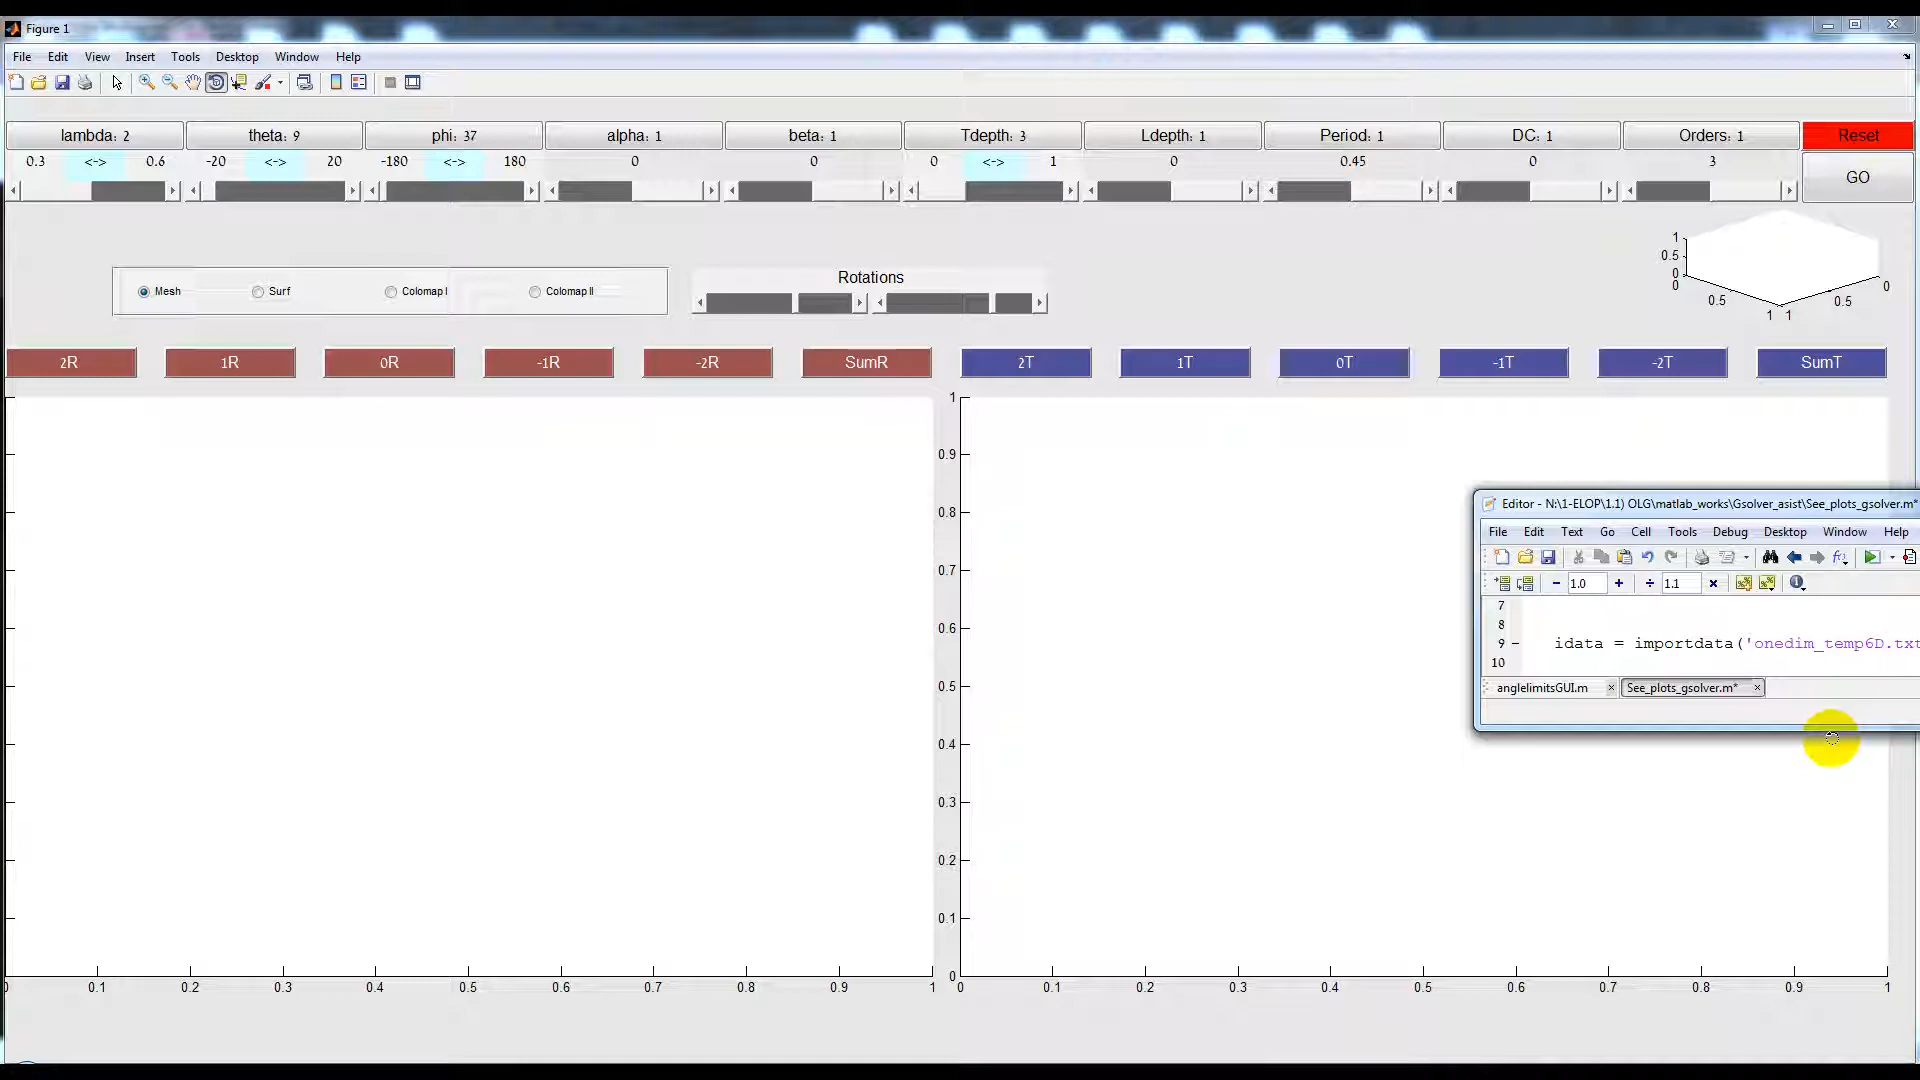 Figure 1
File Edit View Insert Tools Desktop Window Help
lambda: 2 theta: 9 phi: 37 alpha: 1 beta: 1 Tdepth: 3 Ldepth: 1 Period: 1 DC: 1 Orders: 1 Reset
0.3 <-> 0.6 -20 <-> 20 -180 <-> 180 0 0 0 <-> 1 0 0.45 0 3
GO
Mesh Surf Colomap I Colomap II
Rotations
1
0.5
0
0 0.5 1 1 0.5 0
2R 1R 0R -1R -2R SumR 2T 1T 0T -1T -2T SumT
1
0.9
0.8
0.7
0.6
0.5
0.4
0.3
0.2
0.1
0
0.1 0.2 0.3 0.4 0.5 0.6 0.7 0.8 0.9 1
0 0.1 0.2 0.3 0.4 0.5 0.6 0.7 0.8 0.9 1
Editor - N:\1-ELOP\1.1) OLG\matlab_works\Gsolver_asist\See_plots_gsolver.m*
File Edit Text Go Cell Tools Debug Desktop Window Help
− 1.0 + ÷ 1.1 ×
7
8
9 – idata = importdata('onedim_temp6D.txt
10
anglelimitsGUI.m × See_plots_gsolver.m* ×